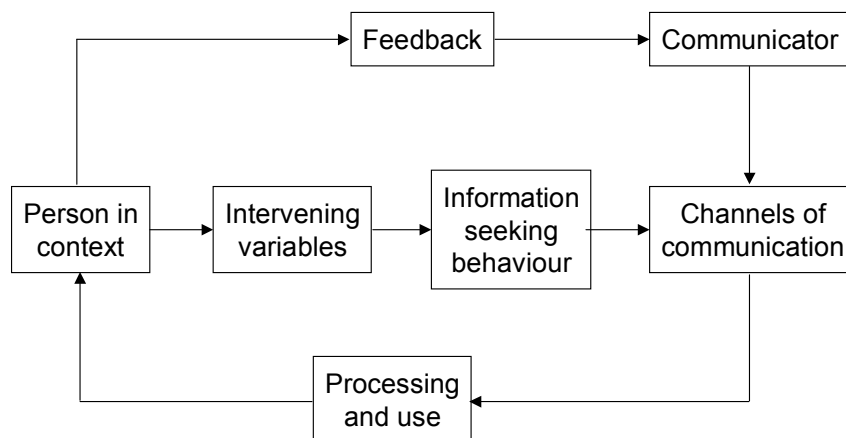 Feedback
Communicator
Person in
context
Intervening
variables
Information
seeking
behaviour
Channels of
communication
Processing
and use